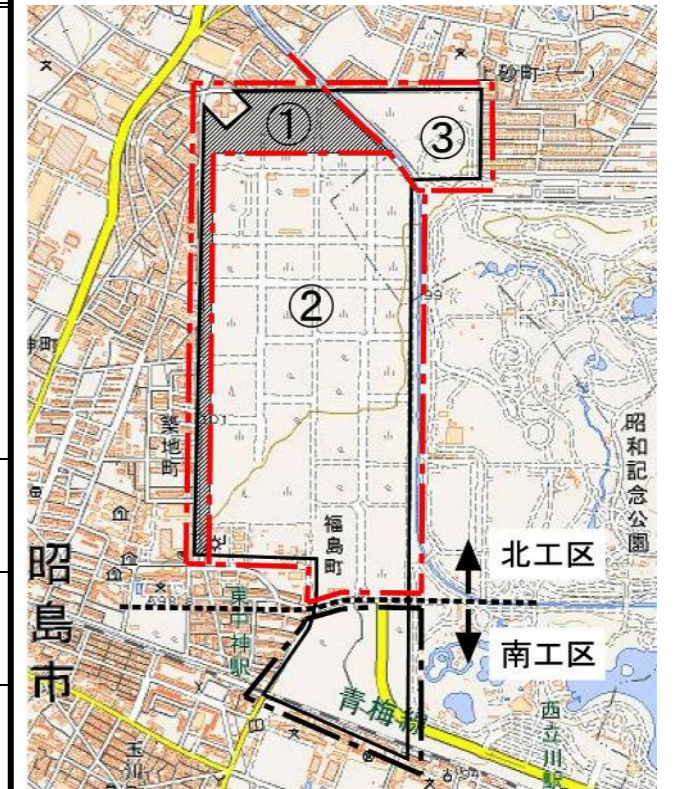 上砂町(一)
①
③
②
99
町
築地町
昭和記念公園
福島町
北工区
昭島市
東中神駅
南工区
青梅線
西立川駅
玉川